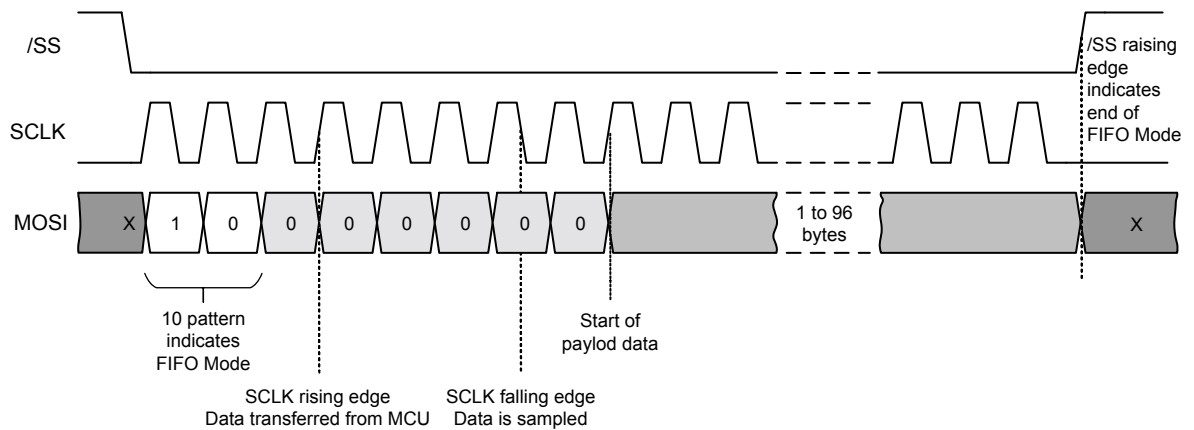 /SS
/SS raising
edge
indicates
end of
FIFO Mode
SCLK
MOSI
X 1 0 0 0 0 0 0 0
1 to 96
bytes
X
10 pattern
indicates
FIFO Mode
Start of
paylod data
SCLK rising edge
Data transferred from MCU
SCLK falling edge
Data is sampled